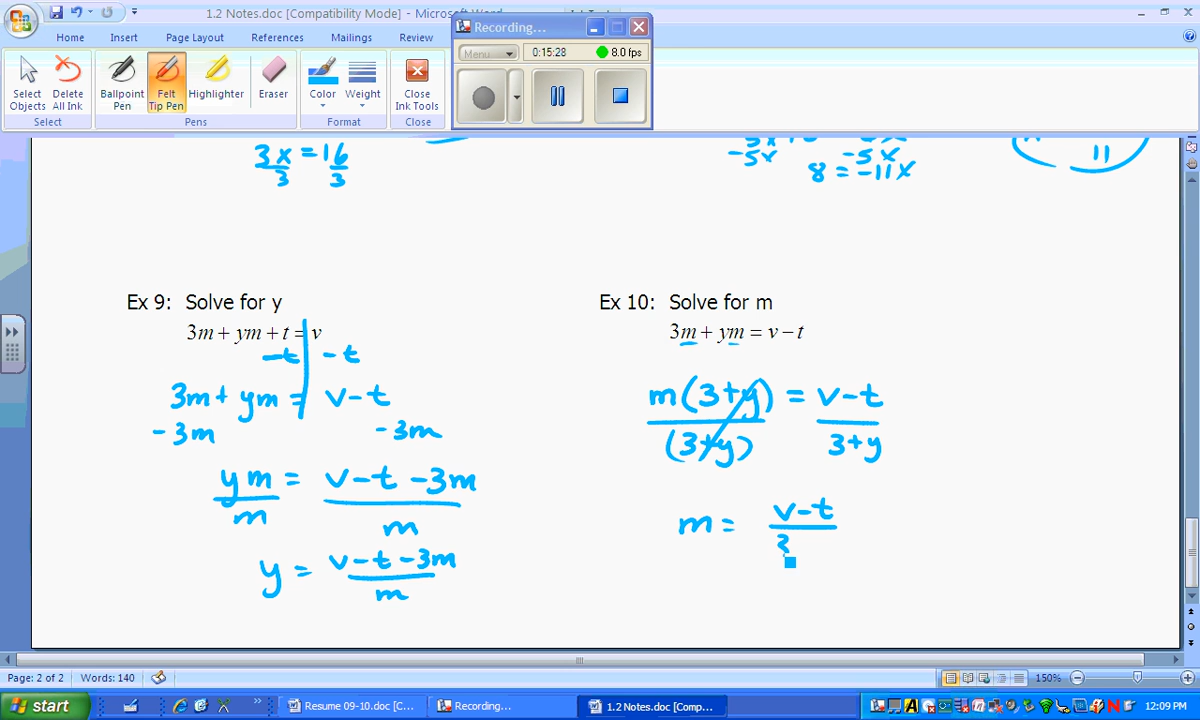 1.2 Notes.doc [Compatibility Mode] - Microsoft Word
Recording...
Home Insert Page Layout References Mailings Review
Menu 0:15:28 8.0 fps
Select Objects Delete All Ink Ballpoint Pen Felt Tip Pen Highlighter Eraser Color Weight Close Ink Tools
Select Pens Format Close
3x = 16
3 3
-5x -5x
11
8 = -11x
Ex 9: Solve for y
3m + ym + t = v
-t -t
3m + ym = v - t
-3m -3m
ym = v - t - 3m
m m
y = v - t - 3m
m
Ex 10: Solve for m
3m + ym = v - t
m(3+y) = v - t
(3+y) 3+y
m = v - t
3
Page: 2 of 2 Words: 140 150%
start Resume 09-10.doc [C... Recording... 1.2 Notes.doc [Comp... 12:09 PM